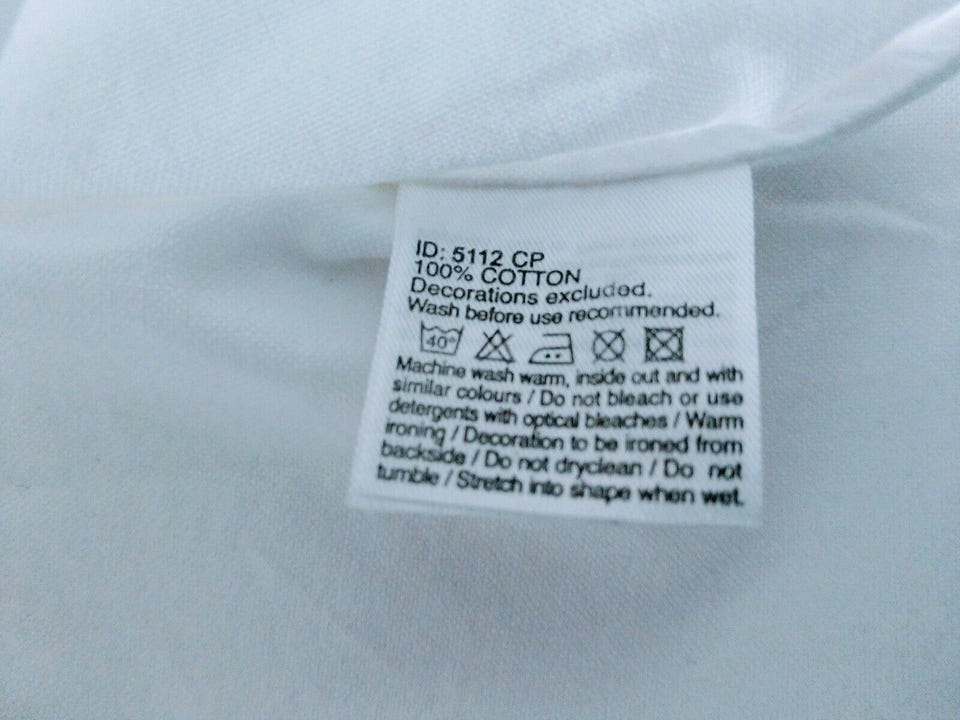 ID: 5112 CP
100% COTTON
Decorations excluded.
Wash before use recommended.
40°
Machine wash warm, inside out and with
similar colours / Do not bleach or use
detergents with optical bleaches / Warm
ironing / Decoration to be ironed from
backside / Do not dryclean / Do not
tumble / Stretch into shape when wet.